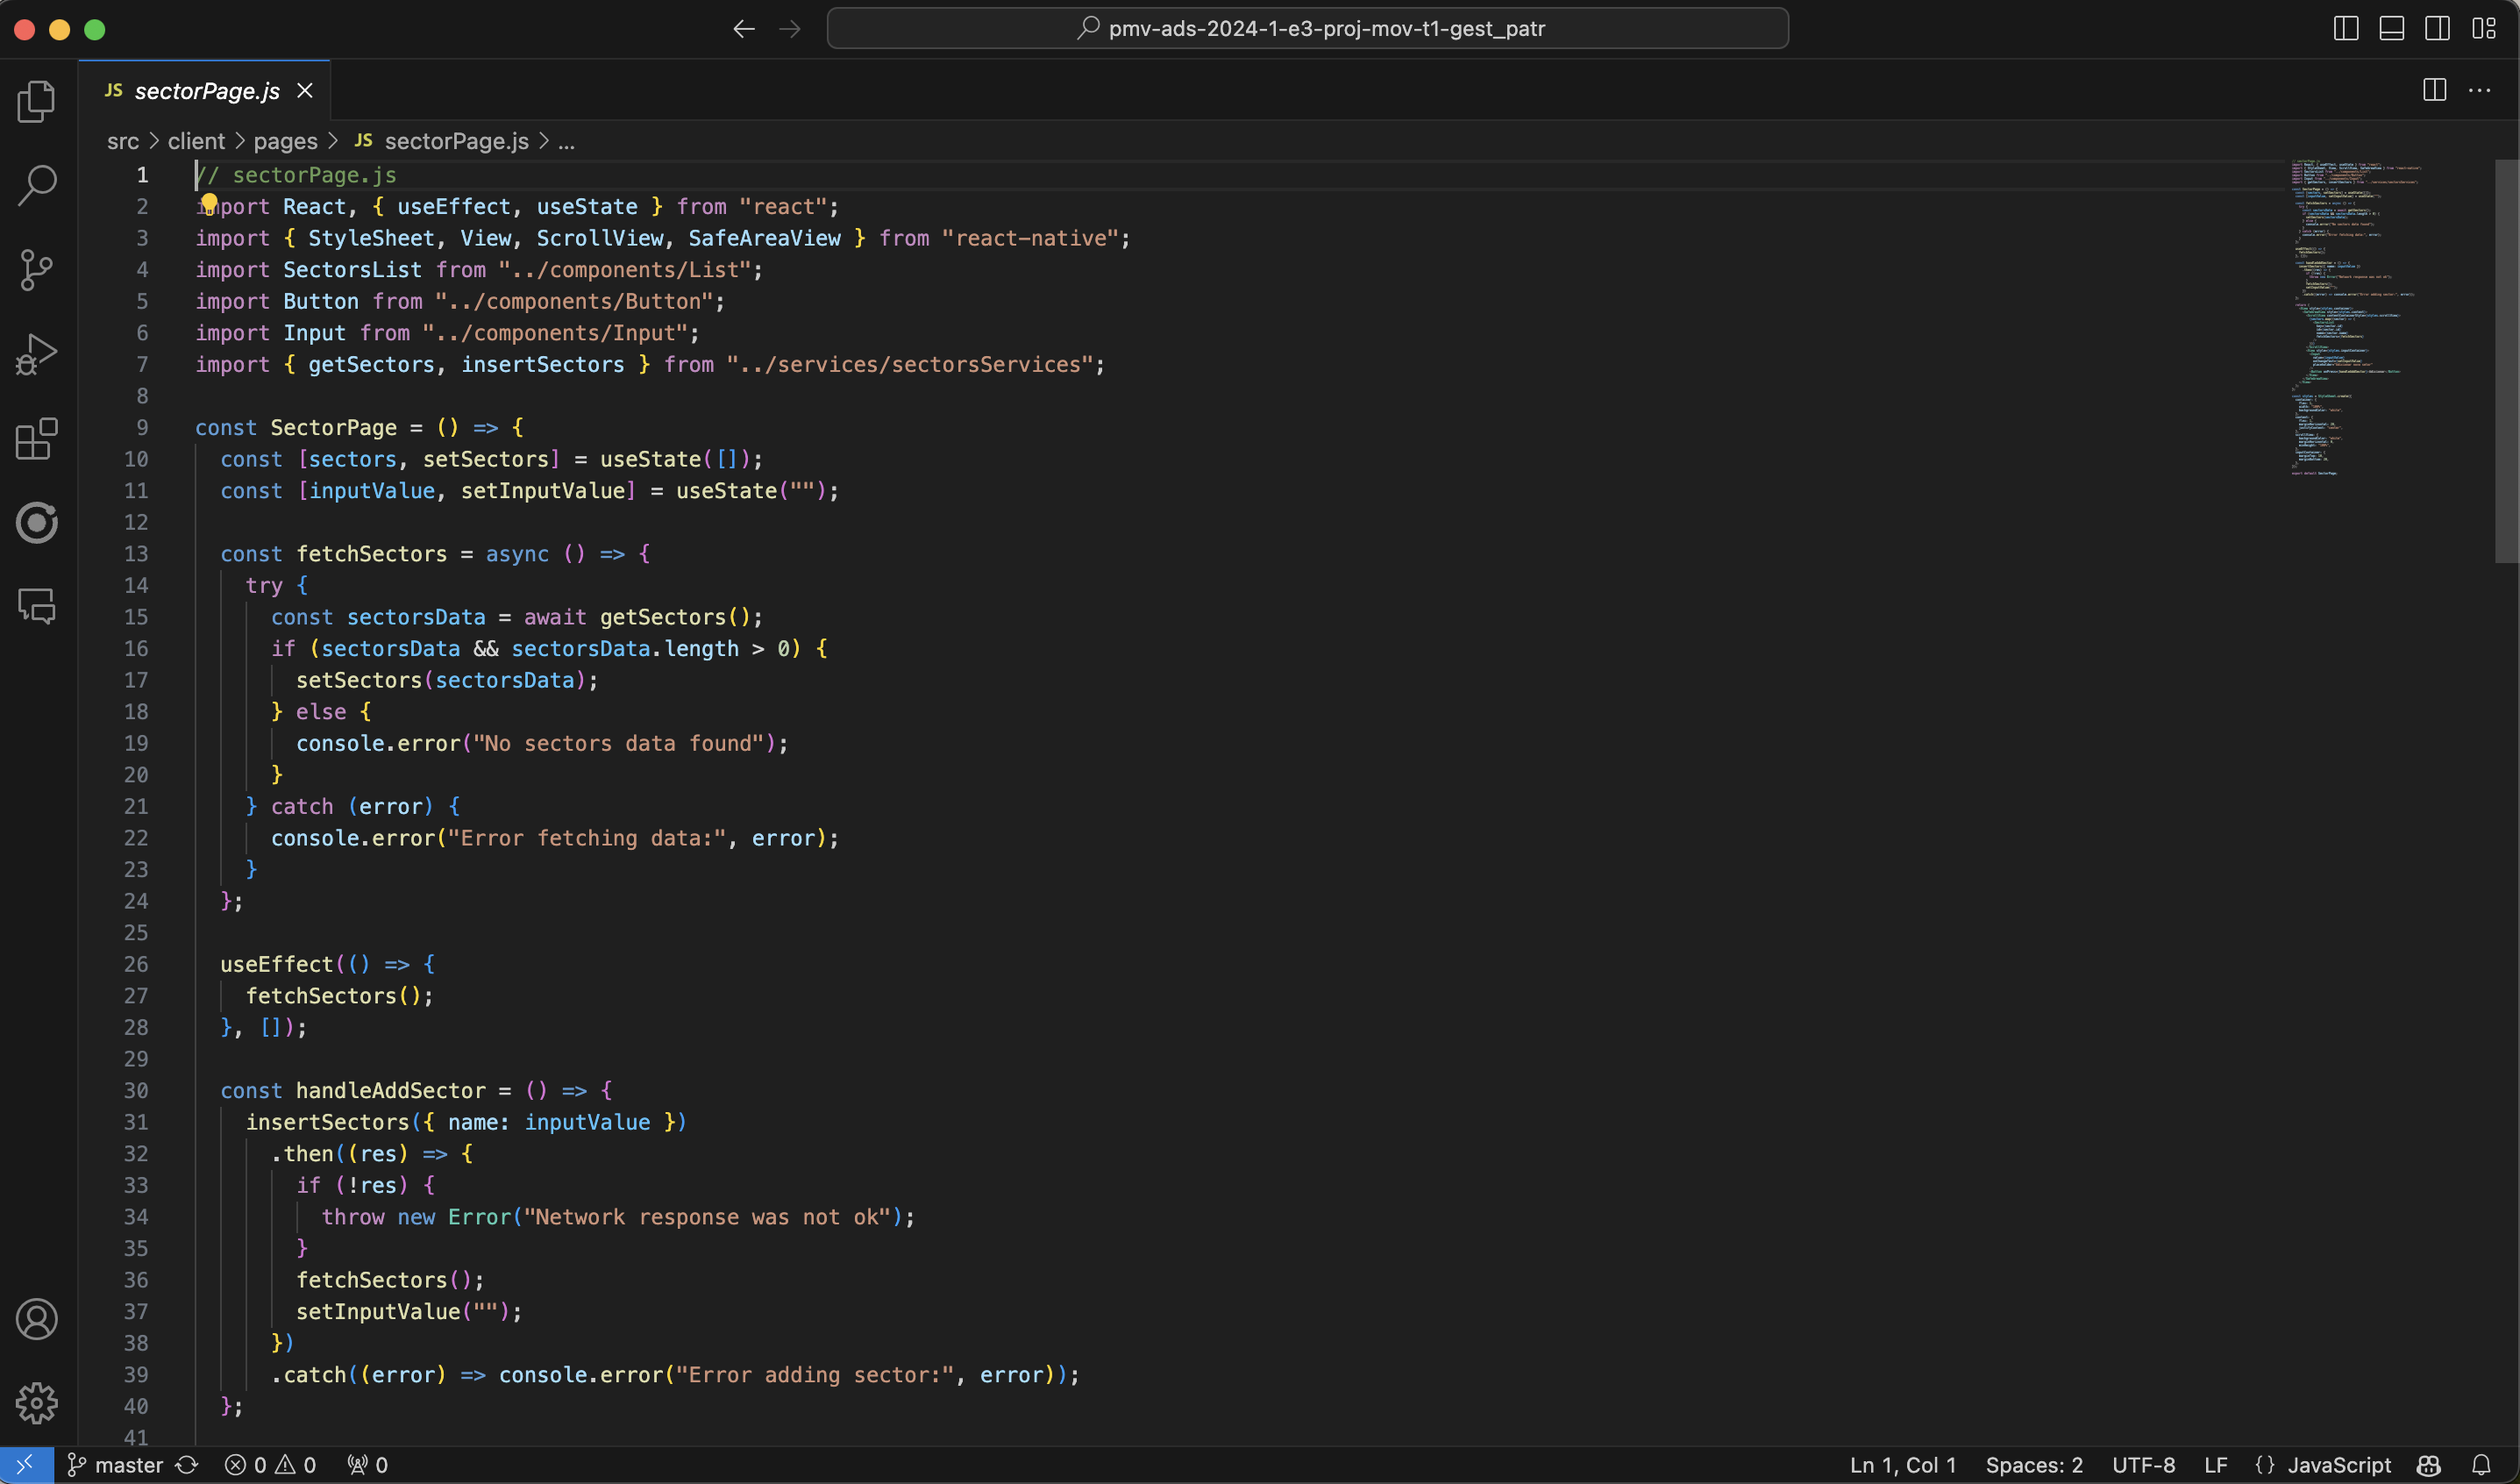 pmv-ads-2024-1-e3-proj-mov-t1-gest_patr
JS sectorPage.js
src > client > pages > JS sectorPage.js > ...
1 // sectorPage.js
2 import React, { useEffect, useState } from "react";
3 import { StyleSheet, View, ScrollView, SafeAreaView } from "react-native";
4 import SectorsList from "../components/List";
5 import Button from "../components/Button";
6 import Input from "../components/Input";
7 import { getSectors, insertSectors } from "../services/sectorsServices";
8
9 const SectorPage = () => {
10   const [sectors, setSectors] = useState([]);
11   const [inputValue, setInputValue] = useState("");
12
13   const fetchSectors = async () => {
14     try {
15       const sectorsData = await getSectors();
16       if (sectorsData && sectorsData.length > 0) {
17         setSectors(sectorsData);
18       } else {
19         console.error("No sectors data found");
20       }
21     } catch (error) {
22       console.error("Error fetching data:", error);
23     }
24   };
25
26   useEffect(() => {
27     fetchSectors();
28   }, []);
29
30   const handleAddSector = () => {
31     insertSectors({ name: inputValue })
32       .then((res) => {
33         if (!res) {
34           throw new Error("Network response was not ok");
35         }
36         fetchSectors();
37         setInputValue("");
38       })
39       .catch((error) => console.error("Error adding sector:", error));
40   };
41
master 0 0 0 Ln 1, Col 1 Spaces: 2 UTF-8 LF {} JavaScript